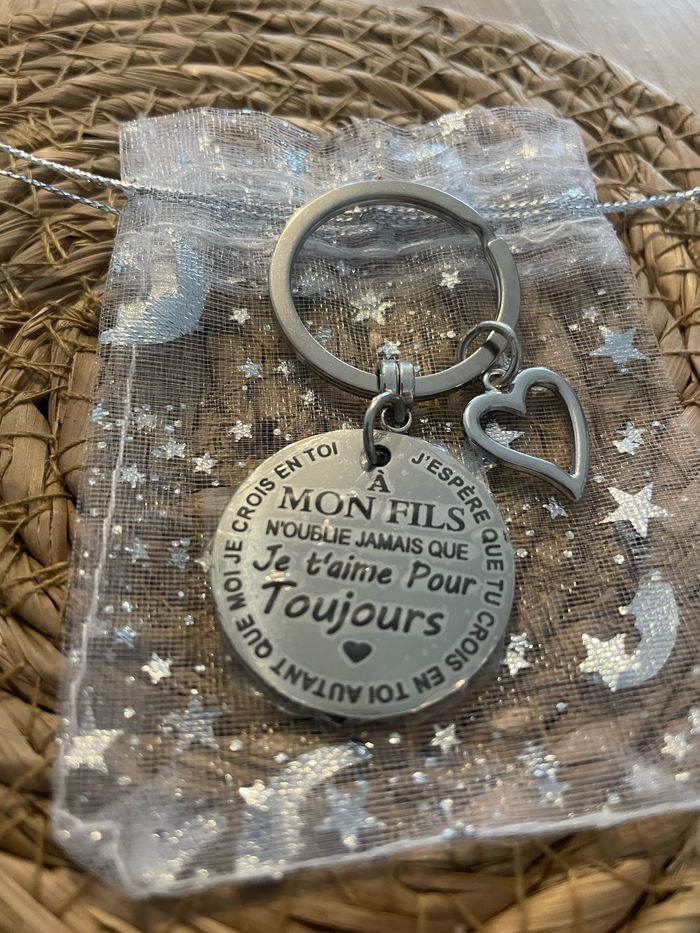 À
MON FILS
N'OUBLIE JAMAIS QUE
Je t'aime Pour
Toujours
J'ESPÈRE QUE TU CROIS EN TOI AUTANT QUE MOI JE CROIS EN TOI